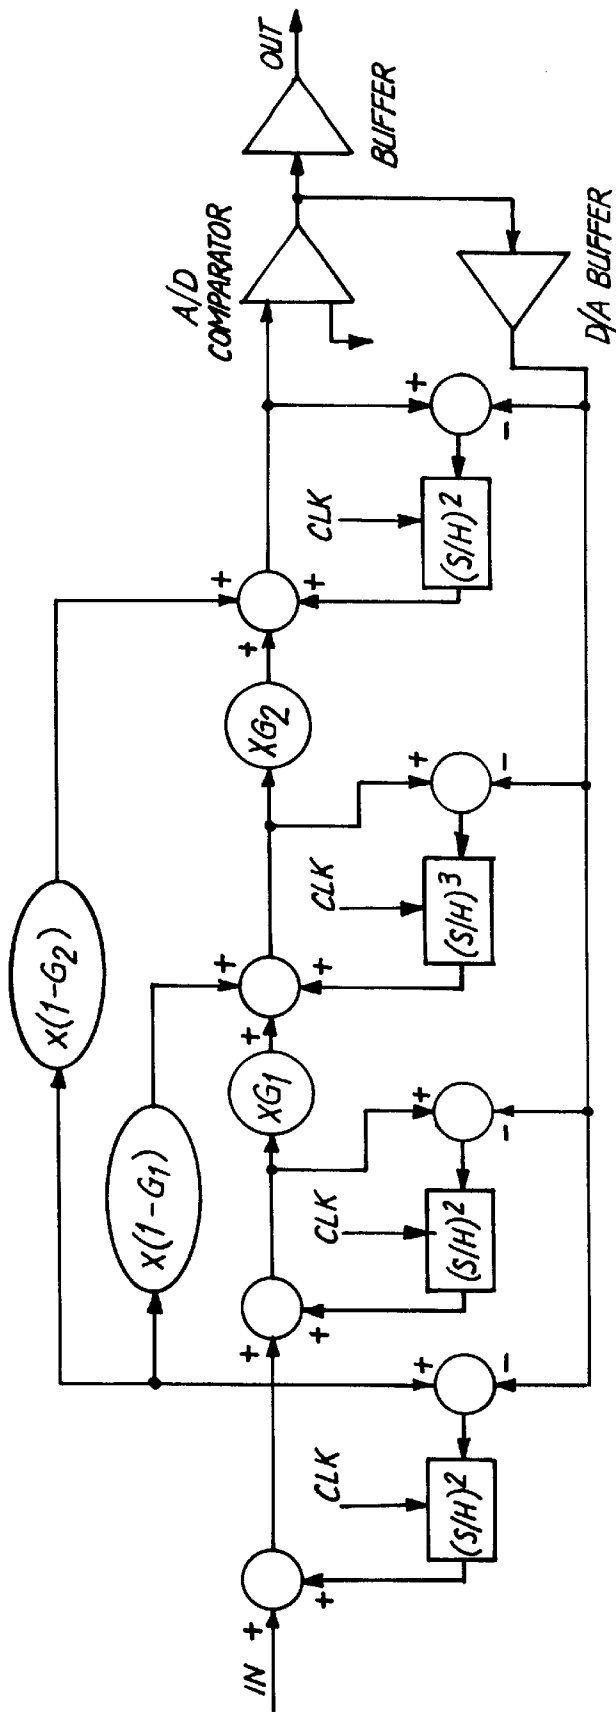 IN
+
+
CLK
(S/H)²
+
-
+
+
CLK
(S/H)²
+
-
x(1-G₁)
x(1-G₂)
XG₁
+
+
+
CLK
(S/H)³
+
-
XG₂
+
+
+
CLK
(S/H)²
+
-
A/D
COMPARATOR
D/A BUFFER
BUFFER
OUT